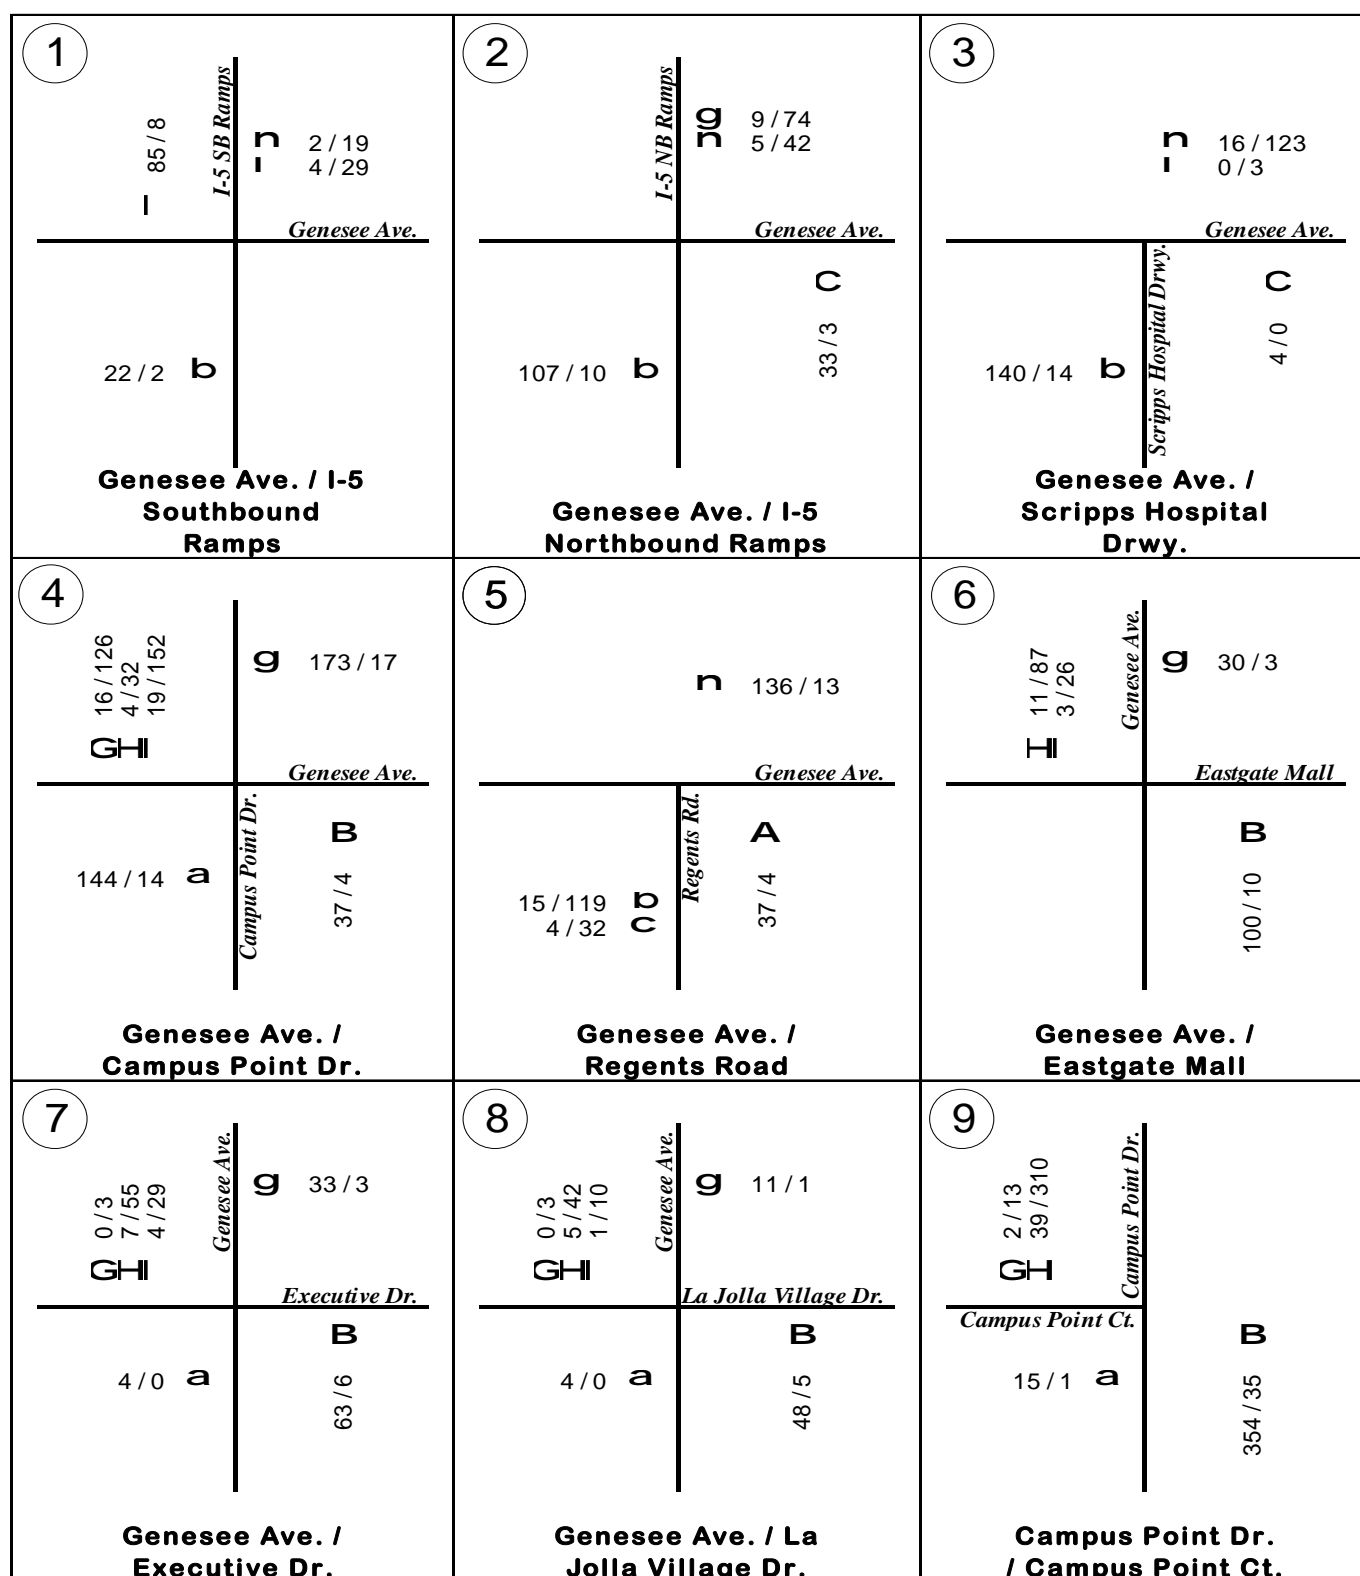 1
I-5 SB Ramps
85 / 8
l
n 2 / 19
ı 4 / 29
Genesee Ave.
22 / 2 b
Genesee Ave. / I-5
Southbound
Ramps
2
I-5 NB Ramps
g 9 / 74
n 5 / 42
Genesee Ave.
C
33 / 3
107 / 10 b
Genesee Ave. / I-5
Northbound Ramps
3
n 16 / 123
ı 0 / 3
Genesee Ave.
Scripps Hospital Drwy.
C
4 / 0
140 / 14 b
Genesee Ave. /
Scripps Hospital
Drwy.
4
16 / 126
4 / 32
19 / 152
GHI
g 173 / 17
Genesee Ave.
Campus Point Dr.
B
37 / 4
144 / 14 a
Genesee Ave. /
Campus Point Dr.
5
n 136 / 13
Genesee Ave.
Regents Rd.
A
37 / 4
15 / 119 b
4 / 32 c
Genesee Ave. /
Regents Road
6
Genesee Ave.
11 / 87
3 / 26
HI
g 30 / 3
Eastgate Mall
B
100 / 10
Genesee Ave. /
Eastgate Mall
7
Genesee Ave.
0 / 3
7 / 55
4 / 29
GHI
g 33 / 3
Executive Dr.
B
63 / 6
4 / 0 a
Genesee Ave. /
Executive Dr.
8
Genesee Ave.
0 / 3
5 / 42
1 / 10
GHI
g 11 / 1
La Jolla Village Dr.
B
48 / 5
4 / 0 a
Genesee Ave. / La
Jolla Village Dr.
9
Campus Point Dr.
2 / 13
39 / 310
GH
Campus Point Ct.
B
354 / 35
15 / 1 a
Campus Point Dr.
/ Campus Point Ct.